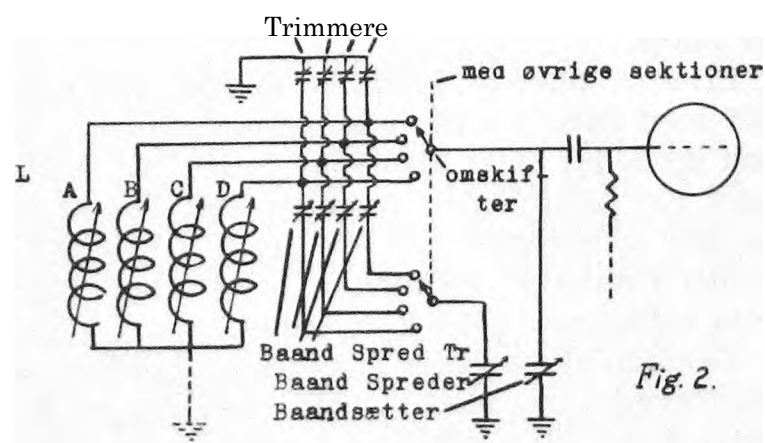 Trimmere
med øvrige sektioner
L
A B C D
omskif-
ter
Baand Spred Tr
Baand Spreder
Baandsætter
Fig. 2.